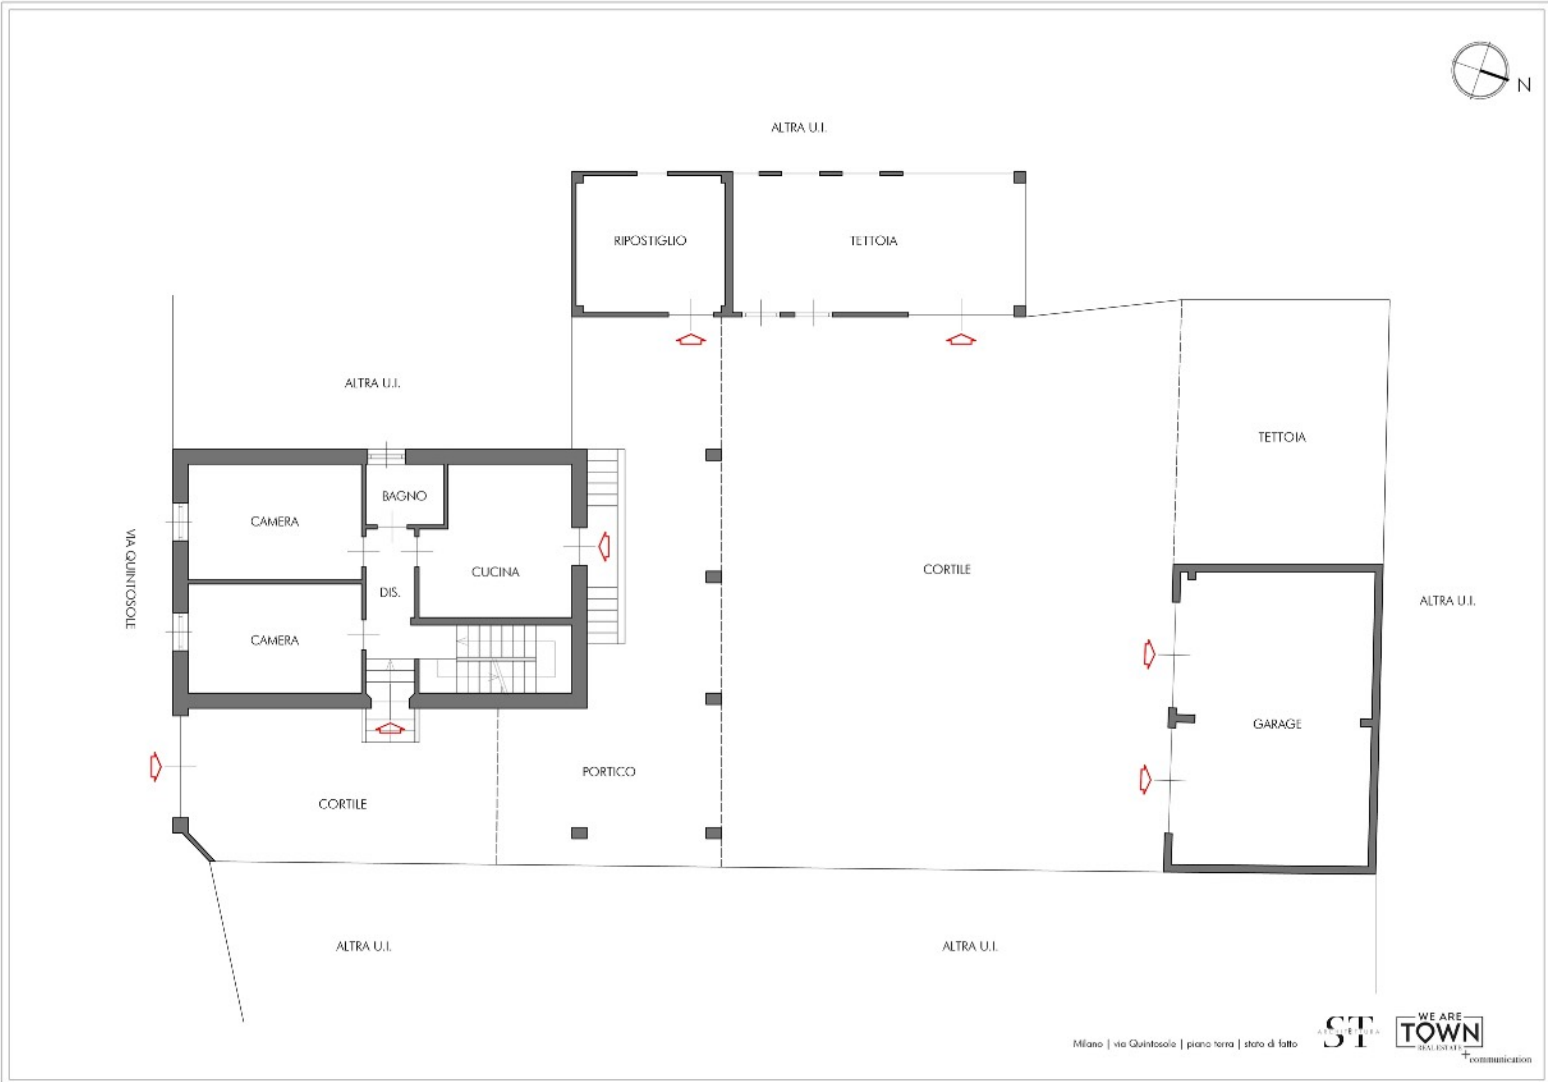 N
ALTRA U.I.
RIPOSTIGLIO
TETTOIA
ALTRA U.I.
TETTOIA
BAGNO
CAMERA
VIA QUINTOSOLE
CUCINA
CORTILE
DIS.
ALTRA U.I.
CAMERA
GARAGE
PORTICO
CORTILE
ALTRA U.I.
ALTRA U.I.
Milano | via Quintosole | piano terra | stato di fatto
ST
ARCHITETTURA
WE ARE
TOWN
REAL ESTATE
+communication